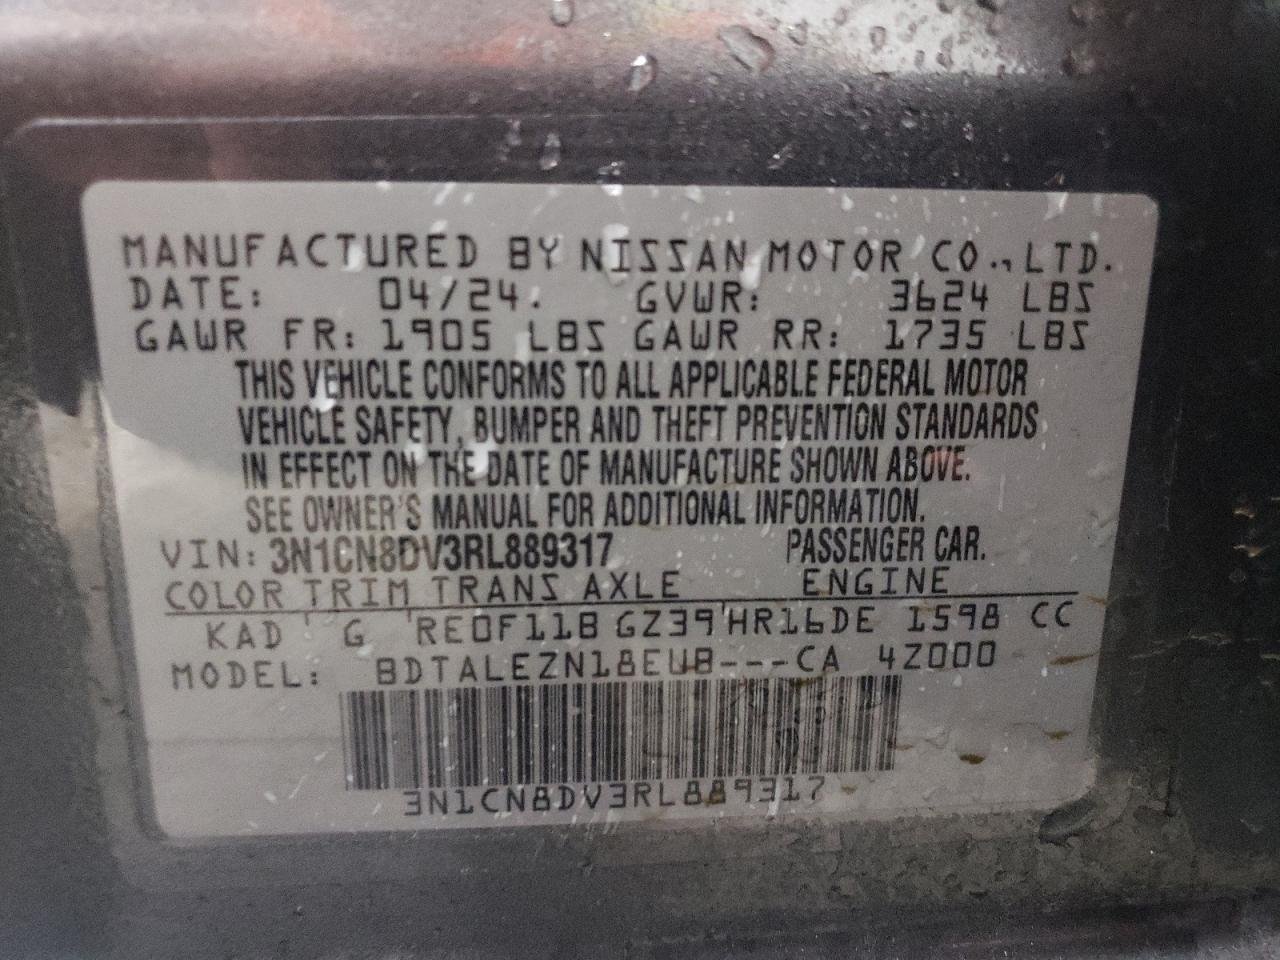 MANUFACTURED BY NISSAN MOTOR CO., LTD.
DATE: 04/24. GVWR: 3624 LBS
GAWR FR: 1905 LBS GAWR RR: 1735 LBS
THIS VEHICLE CONFORMS TO ALL APPLICABLE FEDERAL MOTOR
VEHICLE SAFETY, BUMPER AND THEFT PREVENTION STANDARDS
IN EFFECT ON THE DATE OF MANUFACTURE SHOWN ABOVE.
SEE OWNER'S MANUAL FOR ADDITIONAL INFORMATION.
VIN: 3N1CN8DV3RL889317 PASSENGER CAR.
COLOR TRIM TRANS AXLE ENGINE
KAD G RE0F11B GZ39 HR16DE 1598 CC
MODEL: BDTALEZN18EUB---CA 4Z000
3N1CN8DV3RL889317